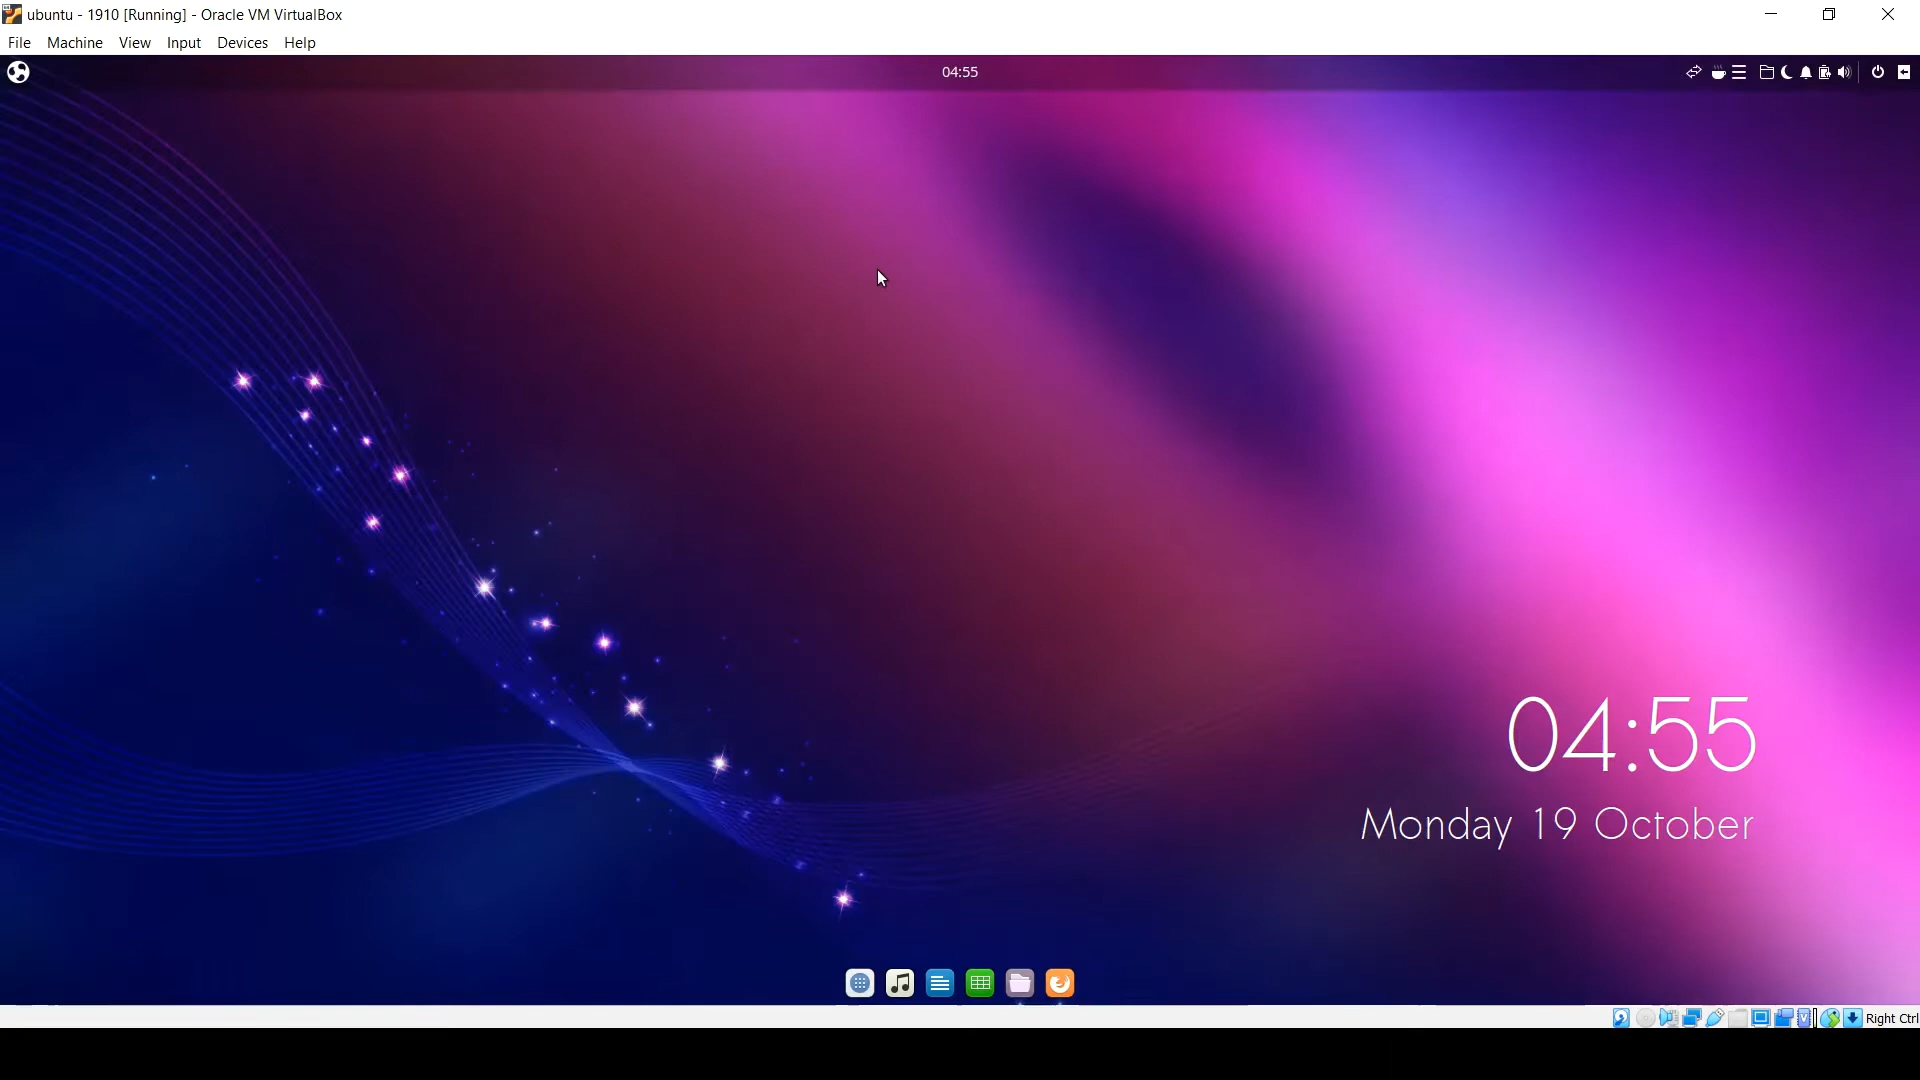 ubuntu - 1910 [Running] - Oracle VM VirtualBox
File Machine View Input Devices Help
04:55
04:55
Monday 19 October
Right Ctrl